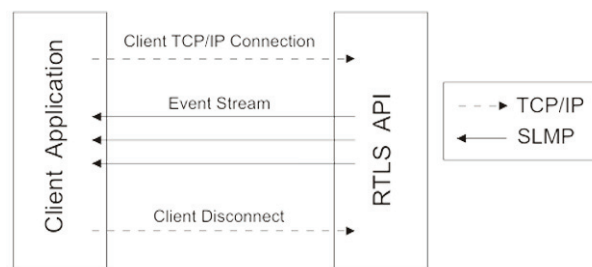 Client Application
Client TCP/IP Connection
Event Stream
Client Disconnect
RTLS API
TCP/IP
SLMP